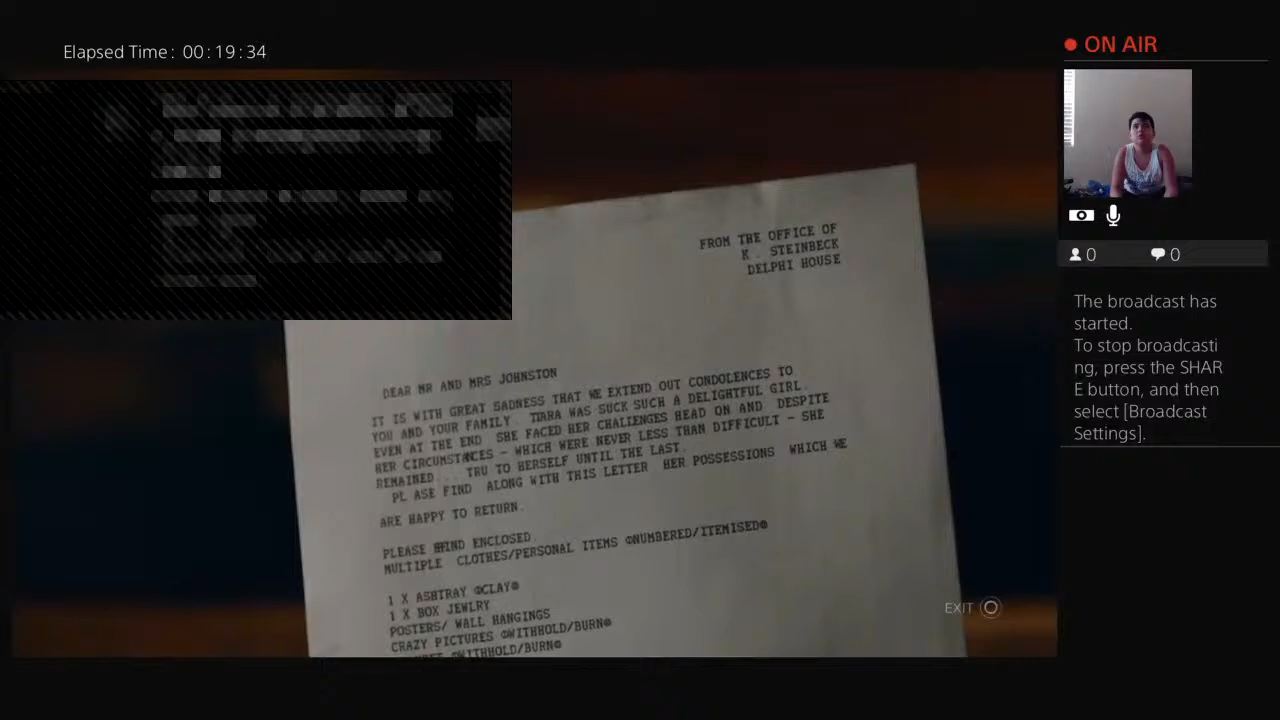 Elapsed Time: 00:19:34
ON AIR
0
0
The broadcast has
started.
To stop broadcasti
ng, press the SHAR
E button, and then
select [Broadcast
Settings].
FROM THE OFFICE OF
K. STEINBECK
DELPHI HOUSE
DEAR MR AND MRS JOHNSTON
IT IS WITH GREAT SADNESS THAT WE EXTEND OUT CONDOLENCES TO
YOU AND YOUR FAMILY. TIARA WAS SUCK SUCH A DELIGHTFUL GIRL.
EVEN AT THE END SHE FACED HER CHALLENGES HEAD ON AND DESPITE
HER CIRCUMSTANCES - WHICH WERE NEVER LESS THAN DIFFICULT - SHE
REMAINED... TRU TO HERSELF UNTIL THE LAST.
PL ASE FIND ALONG WITH THIS LETTER HER POSSESSIONS WHICH WE
ARE HAPPY TO RETURN.
PLEASE FIND ENCLOSED.
MULTIPLE CLOTHES/PERSONAL ITEMS @NUMBERED/ITEMISED@
1 X ASHTRAY @CLAY@
1 X BOX JEWLRY
POSTERS/ WALL HANGINGS
CRAZY PICTURES @WITHHOLD/BURN@
@WITHHOLD/BURN@
EXIT